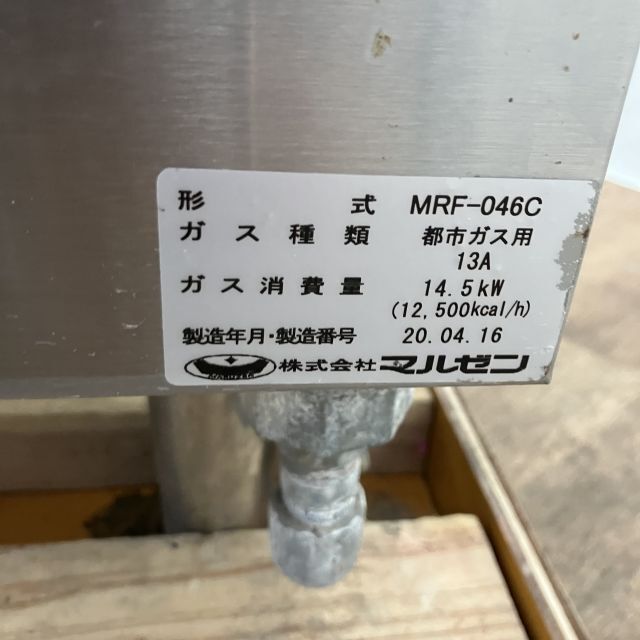 形式 MRF-046C
ガス種類 都市ガス用
13A
ガス消費量 14.5kW
(12,500kcal/h)
製造年月・製造番号 20.04.16
MARUZEN 株式会社マルゼン